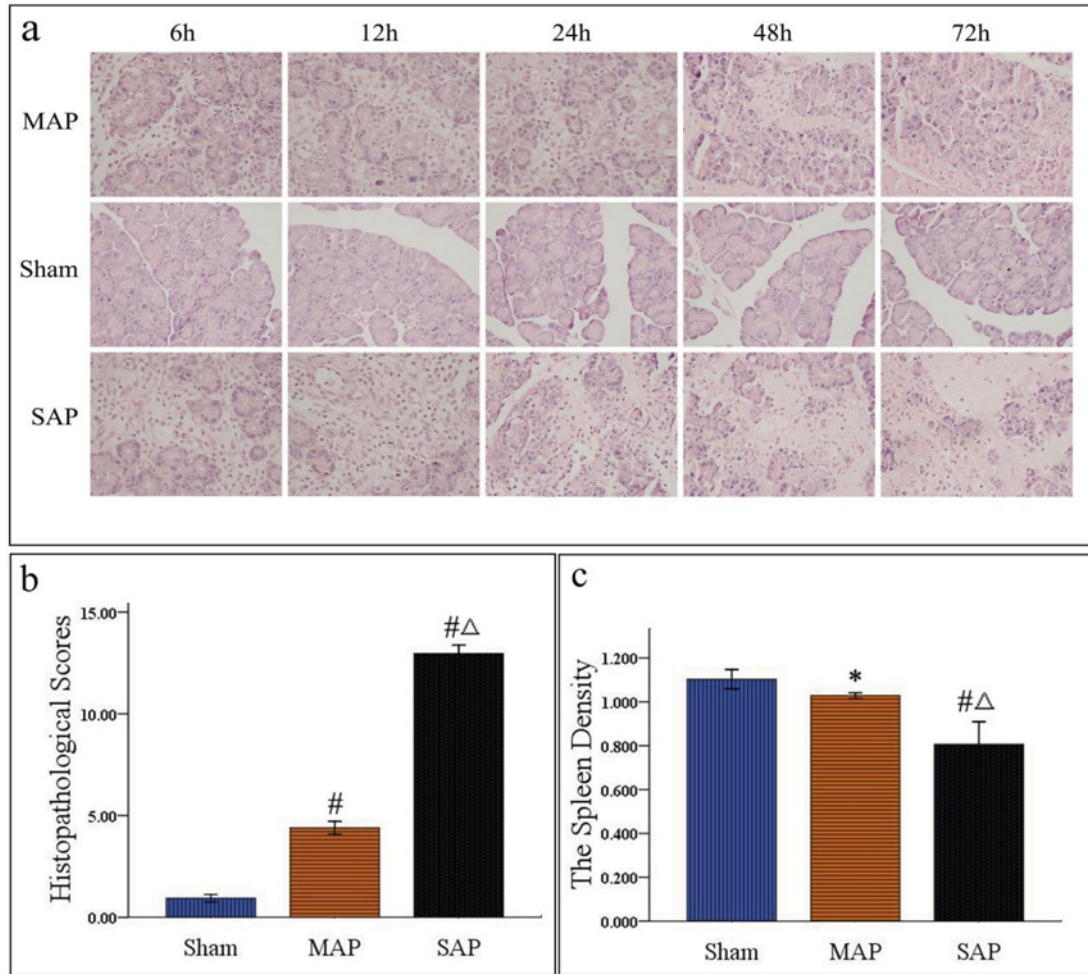 a
6h 12h 24h 48h 72h
MAP
Sham
SAP
b
Histopathological Scores
15.00
10.00
5.00
0.00
#
#△
Sham MAP SAP
c
The Spleen Density
1.200
1.000
0.800
0.600
0.400
0.200
0.000
*
#△
Sham MAP SAP